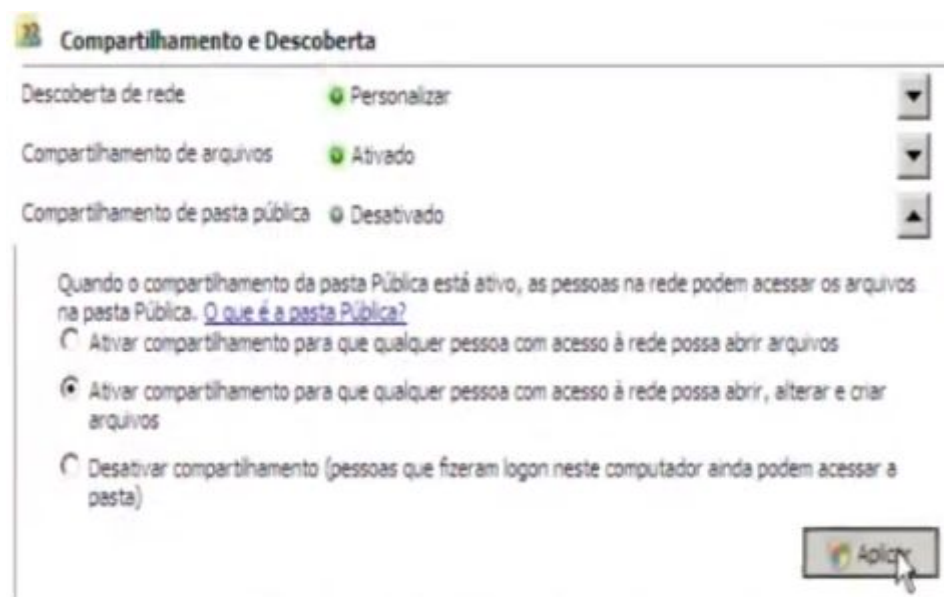 Compartilhamento e Descoberta
Descoberta de rede Personalizar
Compartilhamento de arquivos Ativado
Compartilhamento de pasta pública Desativado
Quando o compartilhamento da pasta Pública está ativo, as pessoas na rede podem acessar os arquivos
na pasta Pública. O que é a pasta Pública?
Ativar compartilhamento para que qualquer pessoa com acesso à rede possa abrir arquivos
Ativar compartilhamento para que qualquer pessoa com acesso à rede possa abrir, alterar e criar
arquivos
Desativar compartilhamento (pessoas que fizeram logon neste computador ainda podem acessar a
pasta)
Aplicar